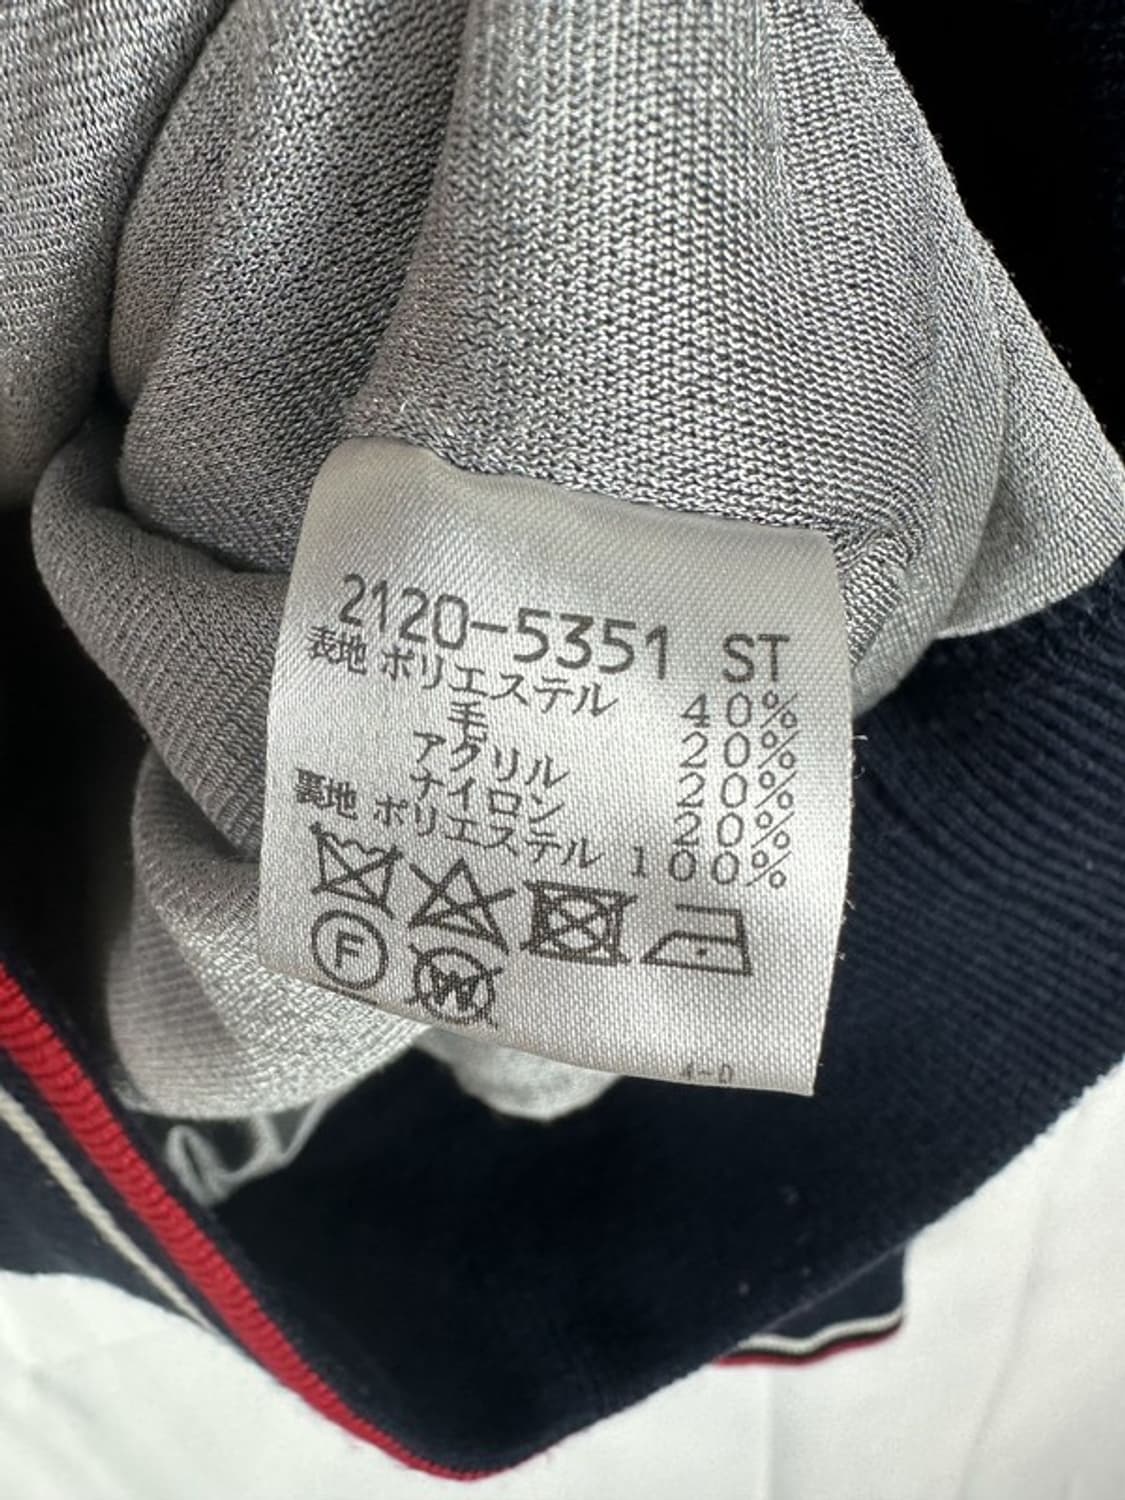 2120-5351 ST
表地 ポリエステル 40%
毛 20%
アクリル 20%
ナイロン 20%
裏地 ポリエステル 100%
F
W
4-D